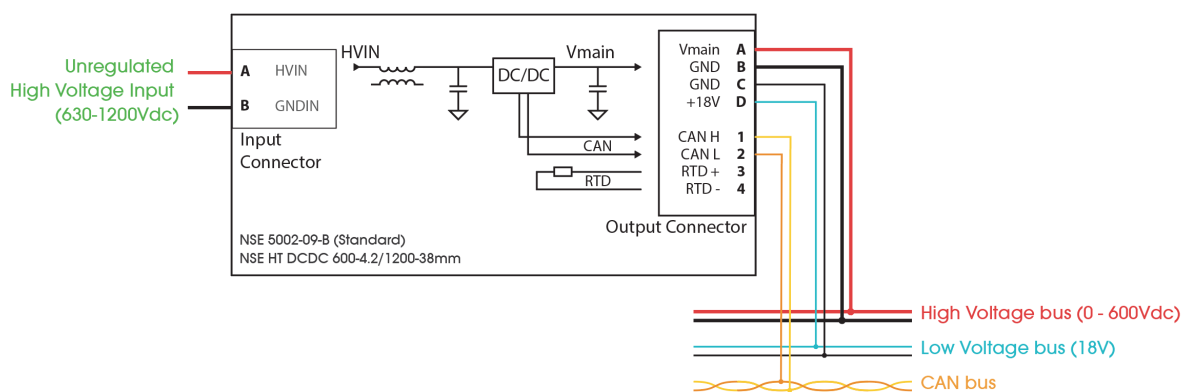 Unregulated
High Voltage Input
(630-1200Vdc)
A HVIN
B GNDIN
Input
Connector
HVIN
DC/DC
Vmain
CAN
RTD
Vmain A
GND B
GND C
+18V D
CAN H 1
CAN L 2
RTD + 3
RTD - 4
Output Connector
NSE 5002-09-B (Standard)
NSE HT DCDC 600-4.2/1200-38mm
High Voltage bus (0 - 600Vdc)
Low Voltage bus (18V)
CAN bus